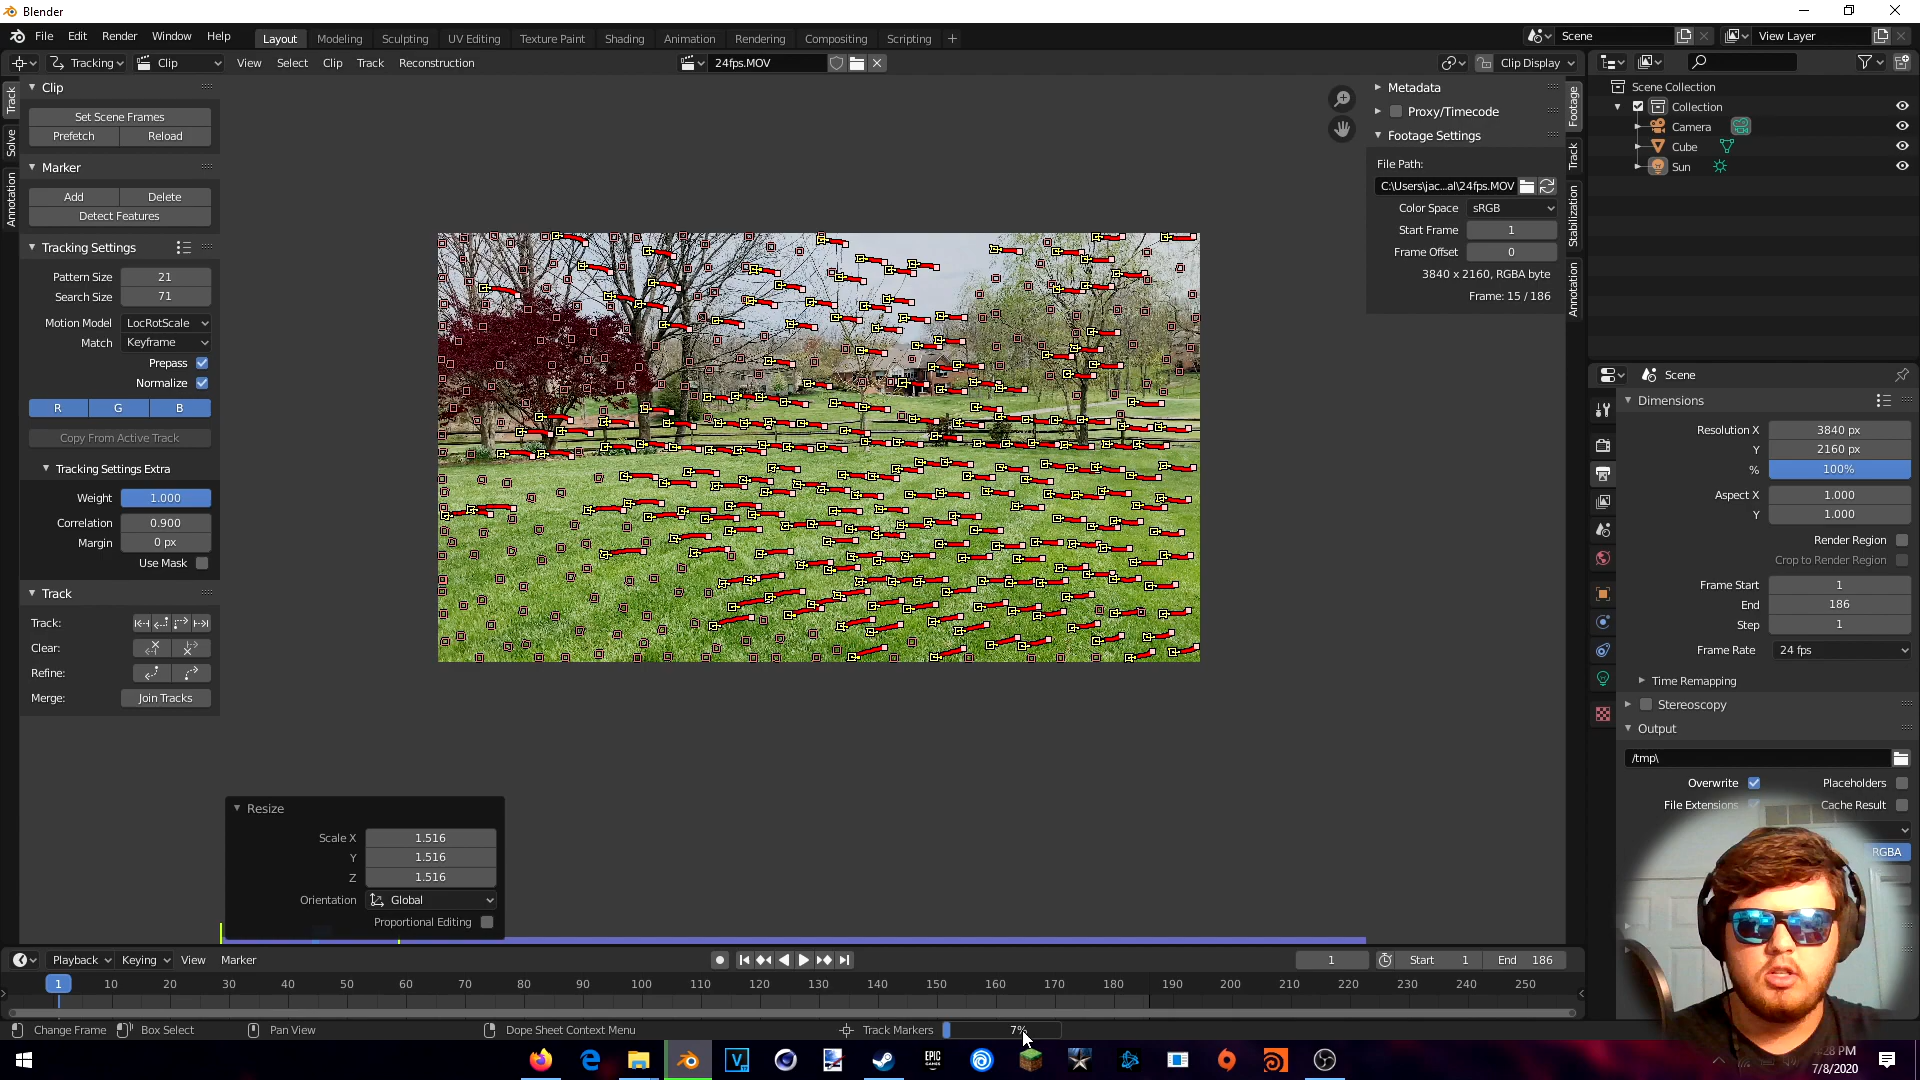 Blender
File Edit Render Window Help Layout Modeling Sculpting UV Editing Texture Paint Shading Animation Rendering Compositing Scripting Scene View Layer
Tracking Clip View Select Clip Track Reconstruction 24fps.MOV Clip Display
Track
Solve
Annotation
Clip
Set Scene Frames
Prefetch Reload
Marker
Add Delete
Detect Features
Tracking Settings
Pattern Size 21
Search Size 71
Motion Model LocRotScale
Match Keyframe
Prepass
Normalize
R G B
Copy From Active Track
Tracking Settings Extra
Weight 1.000
Correlation 0.900
Margin 0 px
Use Mask
Track
Track:
Clear:
Refine:
Merge: Join Tracks
Resize
Scale X 1.516
Y 1.516
Z 1.516
Orientation Global
Proportional Editing
Metadata
Proxy/Timecode
Footage Settings
File Path:
C:\Users\jac...al\24fps.MOV
Color Space sRGB
Start Frame 1
Frame Offset 0
3840 x 2160, RGBA byte
Frame: 15 / 186
Footage
Track
Stabilization
Annotation
Scene Collection
Collection
Camera
Cube
Sun
Scene
Dimensions
Resolution X 3840 px
Y 2160 px
% 100%
Aspect X 1.000
Y 1.000
Render Region
Crop to Render Region
Frame Start 1
End 186
Step 1
Frame Rate 24 fps
Time Remapping
Stereoscopy
Output
/tmp\
Overwrite Placeholders
File Extensions Cache Result
RGBA
Playback Keying View Marker 1 Start 1 End 186
1 10 20 30 40 50 60 70 80 90 100 110 120 130 140 150 160 170 180 190 200 210 220 230 240 250
Change Frame Box Select Pan View Dope Sheet Context Menu Track Markers 7%
EPIC GAMES
:28 PM
7/8/2020